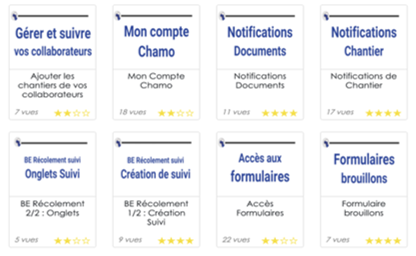 Gérer et suivre
vos collaborateurs
Ajouter les
chantiers de vos
collaborateurs
7 vues
Mon compte
Chamo
Mon Compte
Chamo
18 vues
Notifications
Documents
Notifications
Documents
11 vues
Notifications
Chantier
Notifications de
Chantier
17 vues
BE Récolement suivi
Onglets Suivi
BE Récolement
2/2 : Onglets
5 vues
BE Récolement suivi
Création de suivi
BE Récolement
1/2 : Création
Suivi
9 vues
Accès aux
formulaires
Accès
Formulaires
22 vues
Formulaires
brouillons
Formulaire
brouillons
7 vues